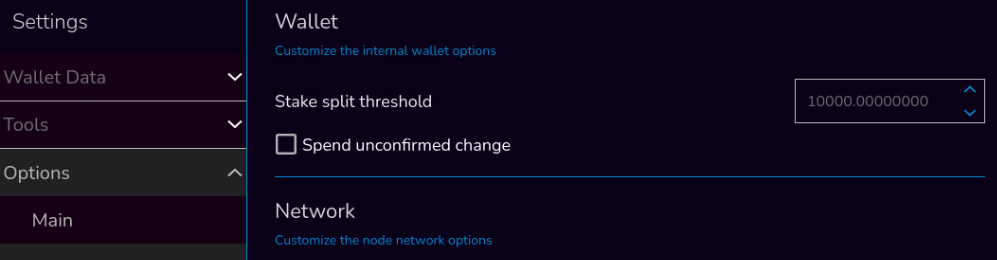 Settings
Wallet Data
Tools
Options
Main
Wallet
Customize the internal wallet options
Stake split threshold
10000.00000000
Spend unconfirmed change
Network
Customize the node network options